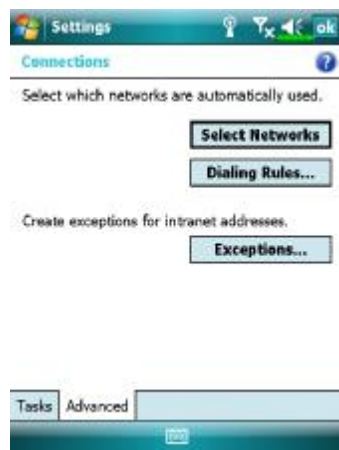 Settings
ok
Connections
Select which networks are automatically used.
Select Networks
Dialing Rules...
Create exceptions for intranet addresses.
Exceptions...
Tasks Advanced